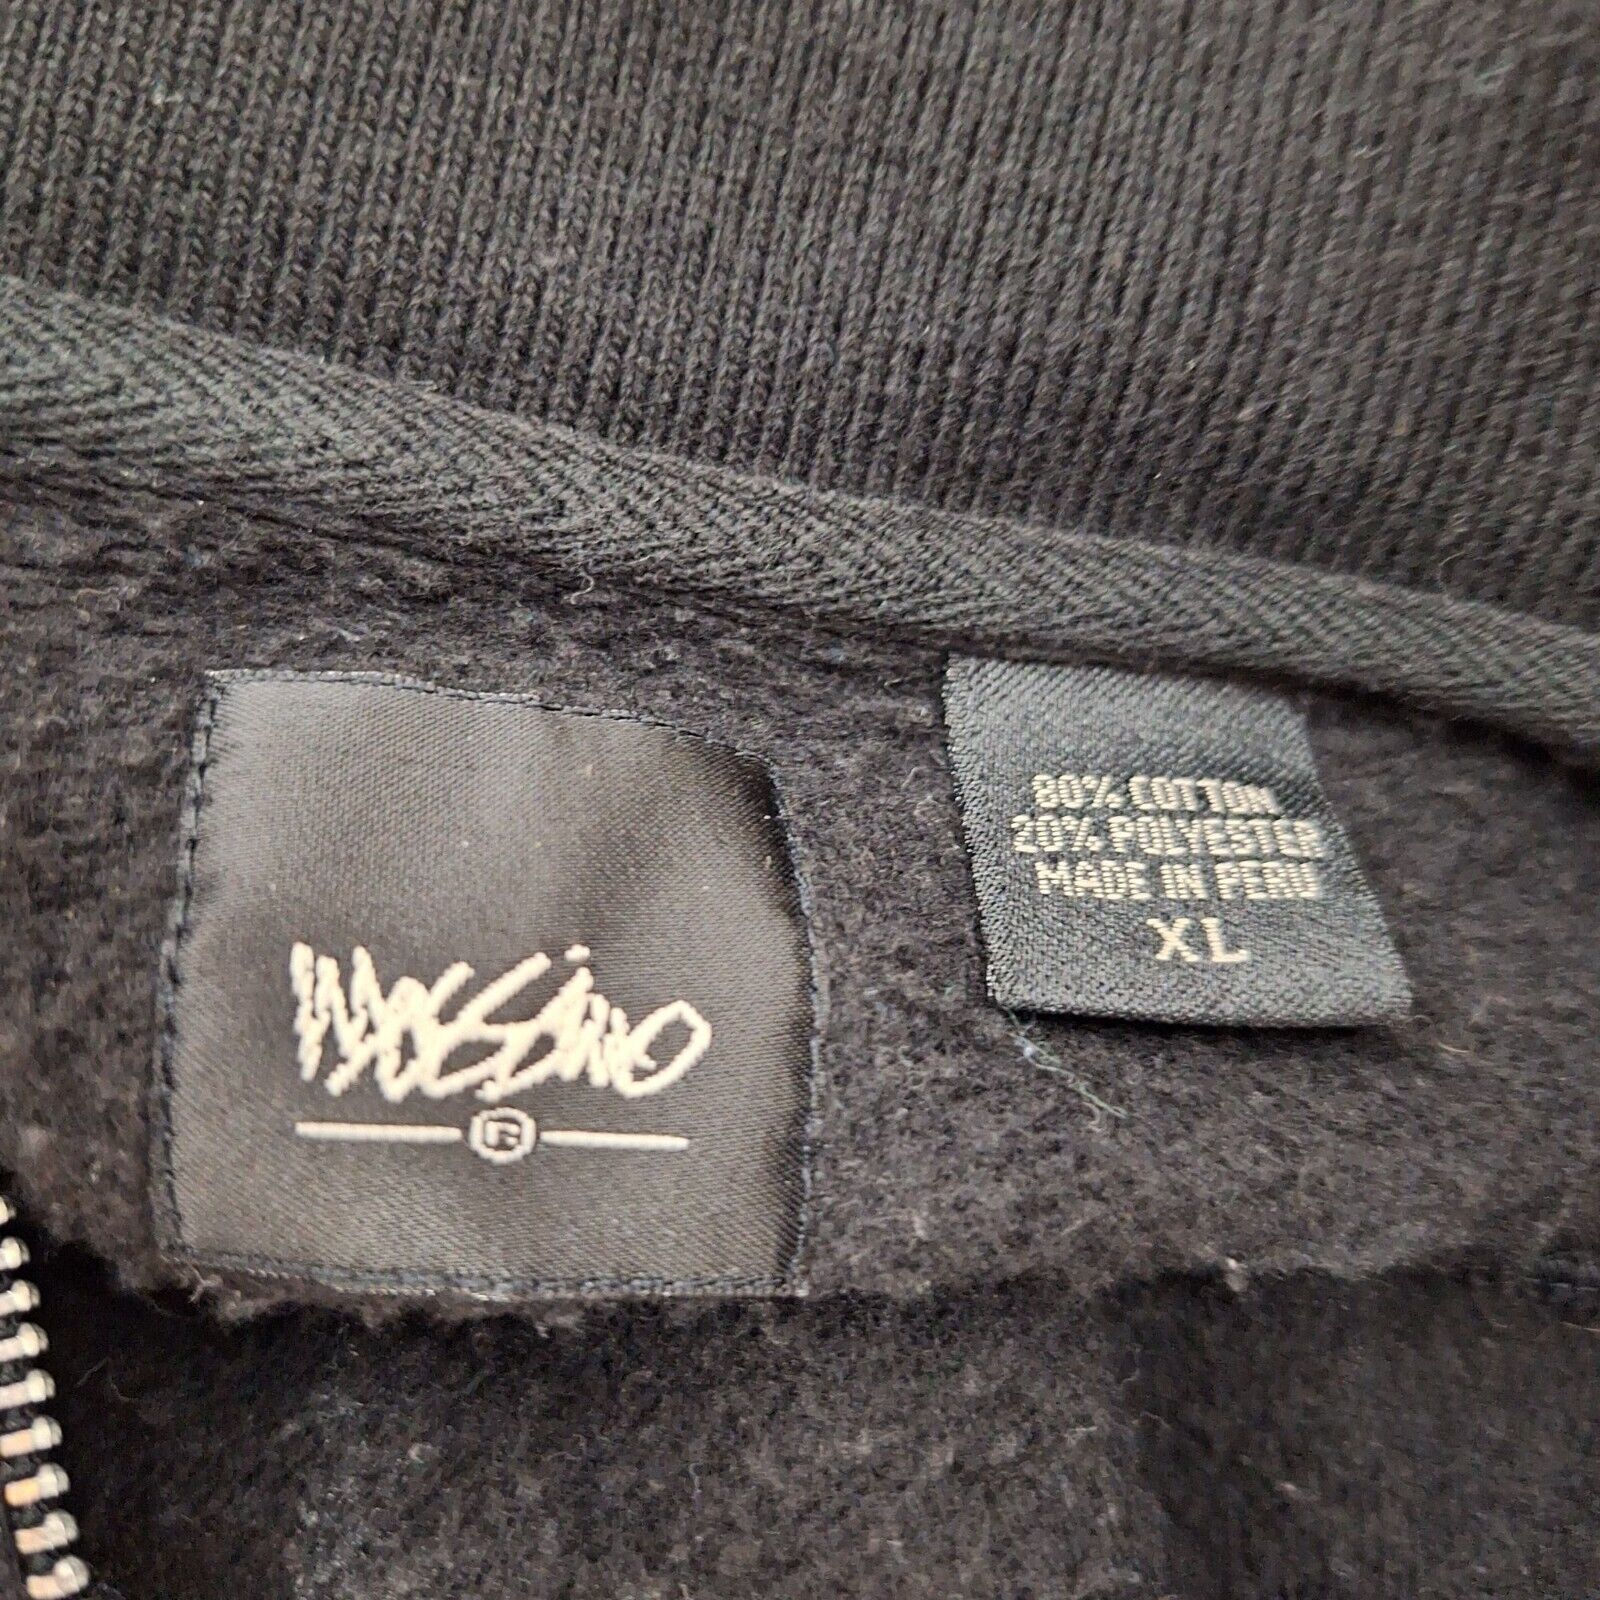 Mossimo
®
80% COTTON
20% POLYESTER
MADE IN PERU
XL